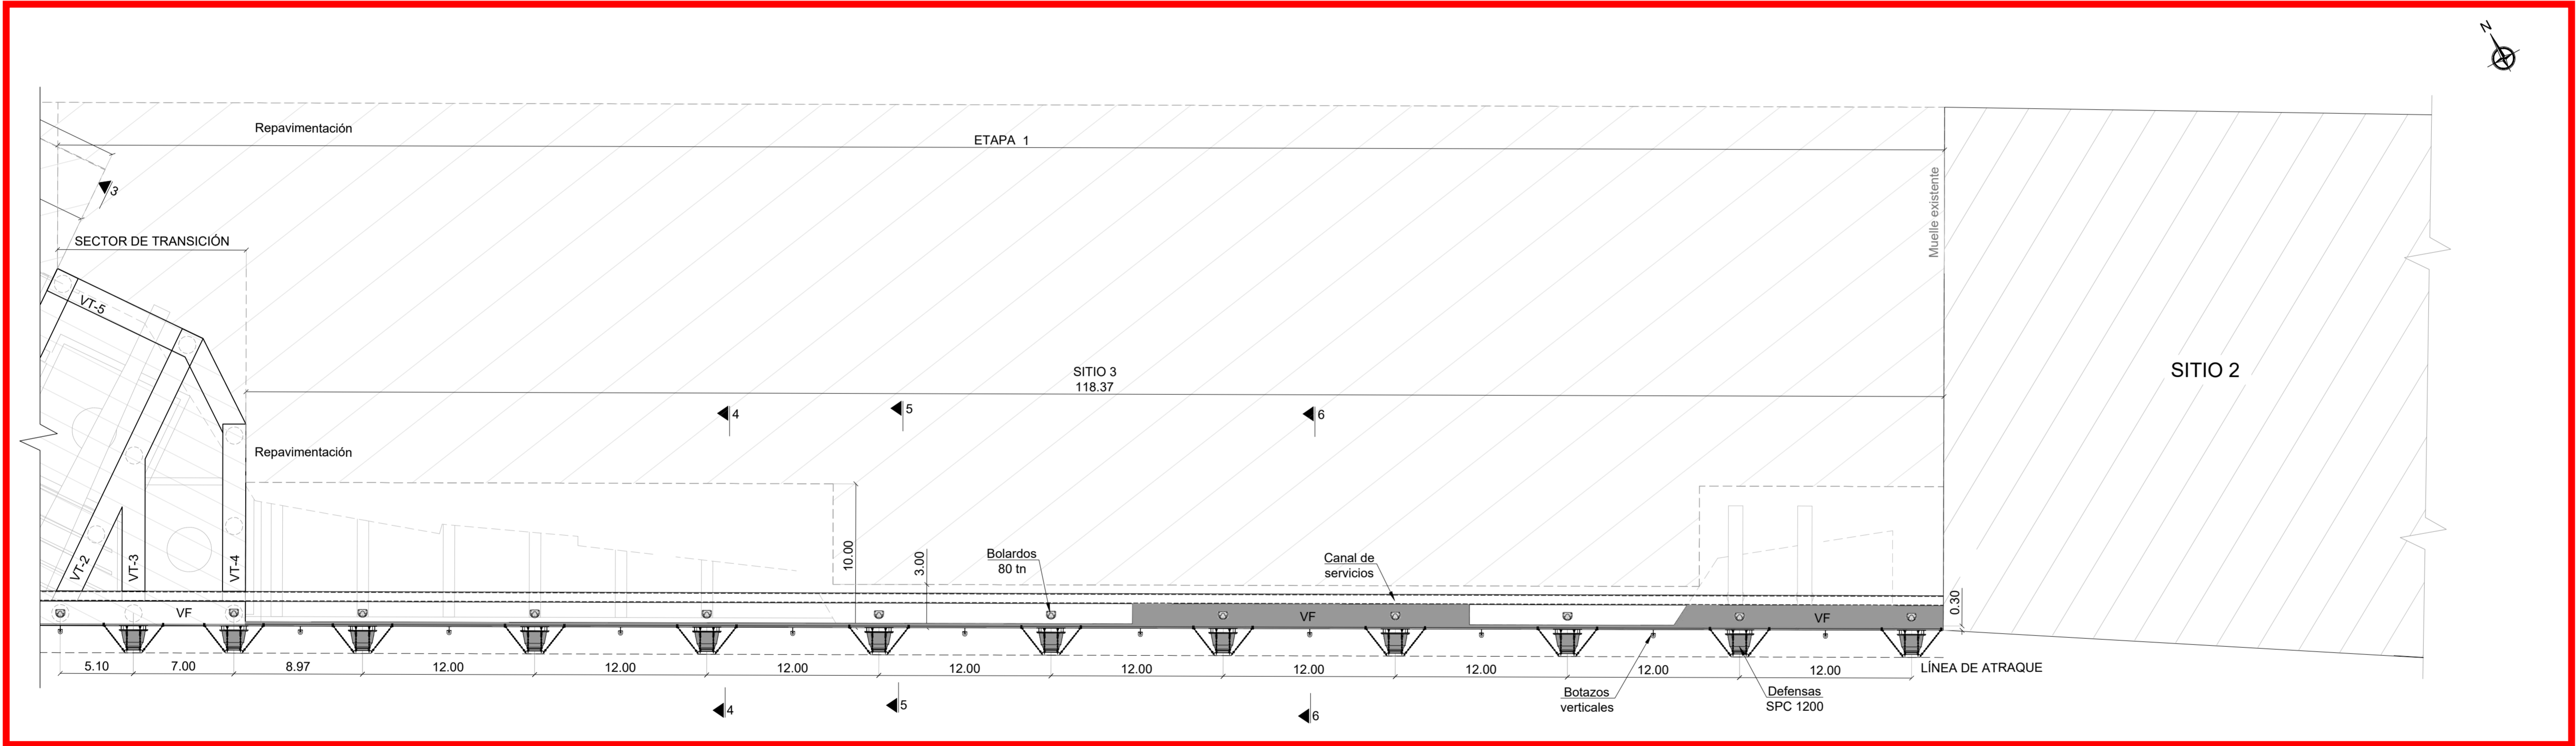 N
Repavimentación
ETAPA 1
3
Muelle existente
SECTOR DE TRANSICIÓN
VT-5
SITIO 3
118.37
SITIO 2
4
5
6
Repavimentación
10.00
3.00
Bolardos
80 tn
Canal de
servicios
VT-2
VT-3
VT-4
0.30
VF
VF
VF
5.10
7.00
8.97
12.00
12.00
12.00
12.00
12.00
12.00
12.00
12.00
12.00
LÍNEA DE ATRAQUE
Botazos
verticales
Defensas
SPC 1200
4
5
6